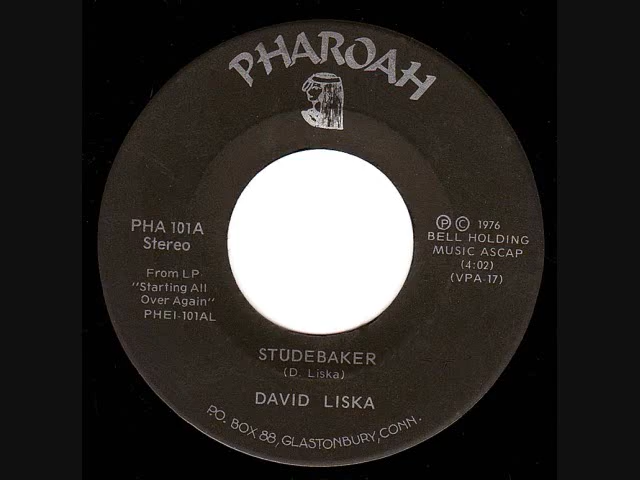 PHAROAH
PHA 101A
Stereo
From LP
"Starting All
Over Again"
PHEI-101AL
Ⓟ © 1976
BELL HOLDING
MUSIC ASCAP
(4:02)
(VPA-17)
STUDEBAKER
(D. Liska)
DAVID LISKA
P.O. BOX 88, GLASTONBURY, CONN.